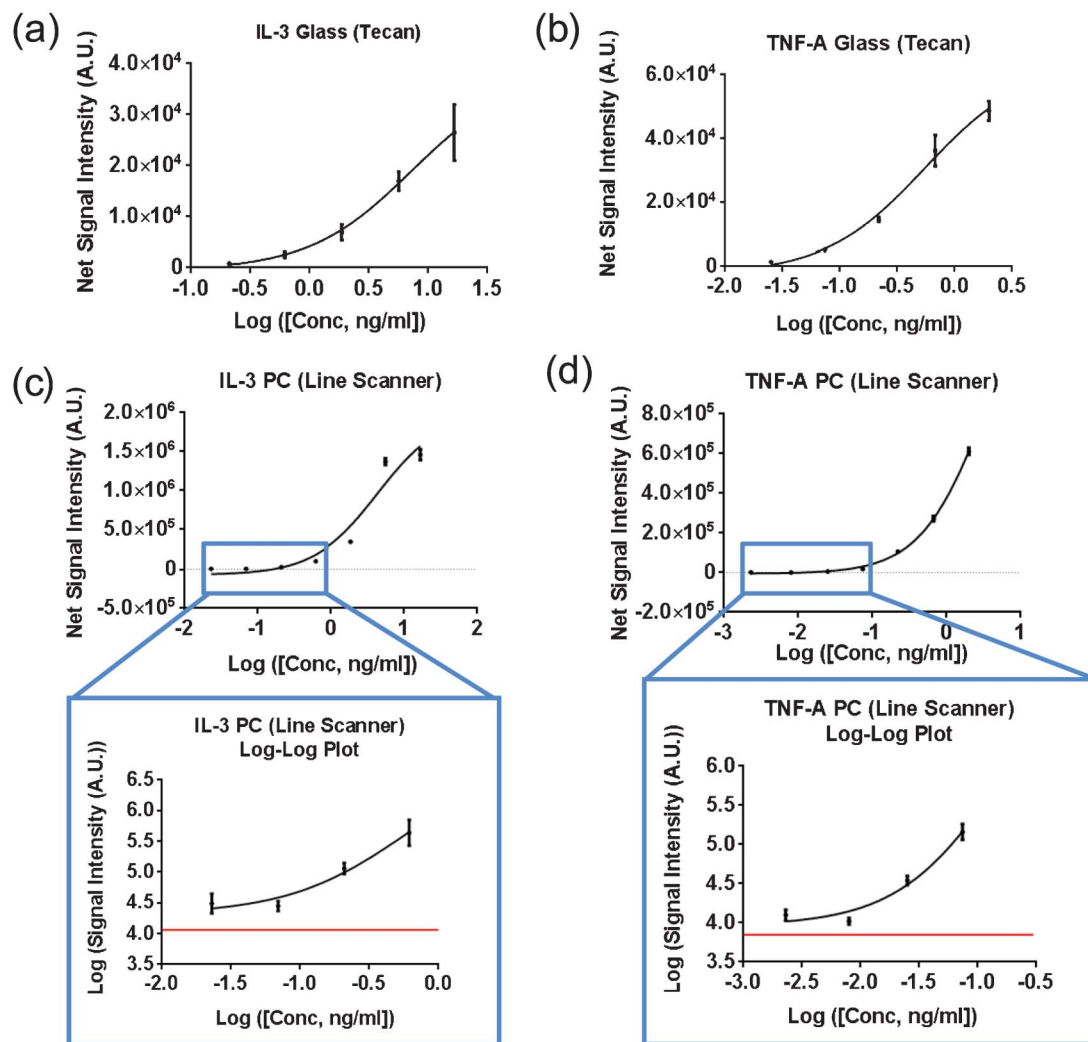 (a)
IL-3 Glass (Tecan)
Net Signal Intensity (A.U.)
4.0×10⁴
3.0×10⁴
2.0×10⁴
1.0×10⁴
0
-1.0 -0.5 0.0 0.5 1.0 1.5
Log ([Conc, ng/ml])
(b)
TNF-A Glass (Tecan)
Net Signal Intensity (A.U.)
6.0×10⁴
4.0×10⁴
2.0×10⁴
0
-2.0 -1.5 -1.0 -0.5 0.0 0.5
Log ([Conc, ng/ml])
(c)
IL-3 PC (Line Scanner)
Net Signal Intensity (A.U.)
2.0×10⁶
1.5×10⁶
1.0×10⁶
5.0×10⁵
0
-5.0×10⁵
-2 -1 0 1 2
Log ([Conc, ng/ml])
IL-3 PC (Line Scanner)
Log-Log Plot
Log (Signal Intensity (A.U.))
6.5
6.0
5.5
5.0
4.5
4.0
3.5
-2.0 -1.5 -1.0 -0.5 0.0
Log ([Conc, ng/ml])
(d)
TNF-A PC (Line Scanner)
Net Signal Intensity (A.U.)
8.0×10⁵
6.0×10⁵
4.0×10⁵
2.0×10⁵
0
-2.0×10⁵
-3 -2 -1 0 1
Log ([Conc, ng/ml])
TNF-A PC (Line Scanner)
Log-Log Plot
Log (Signal Intensity (A.U.))
6.0
5.5
5.0
4.5
4.0
3.5
-3.0 -2.5 -2.0 -1.5 -1.0 -0.5
Log ([Conc, ng/ml])